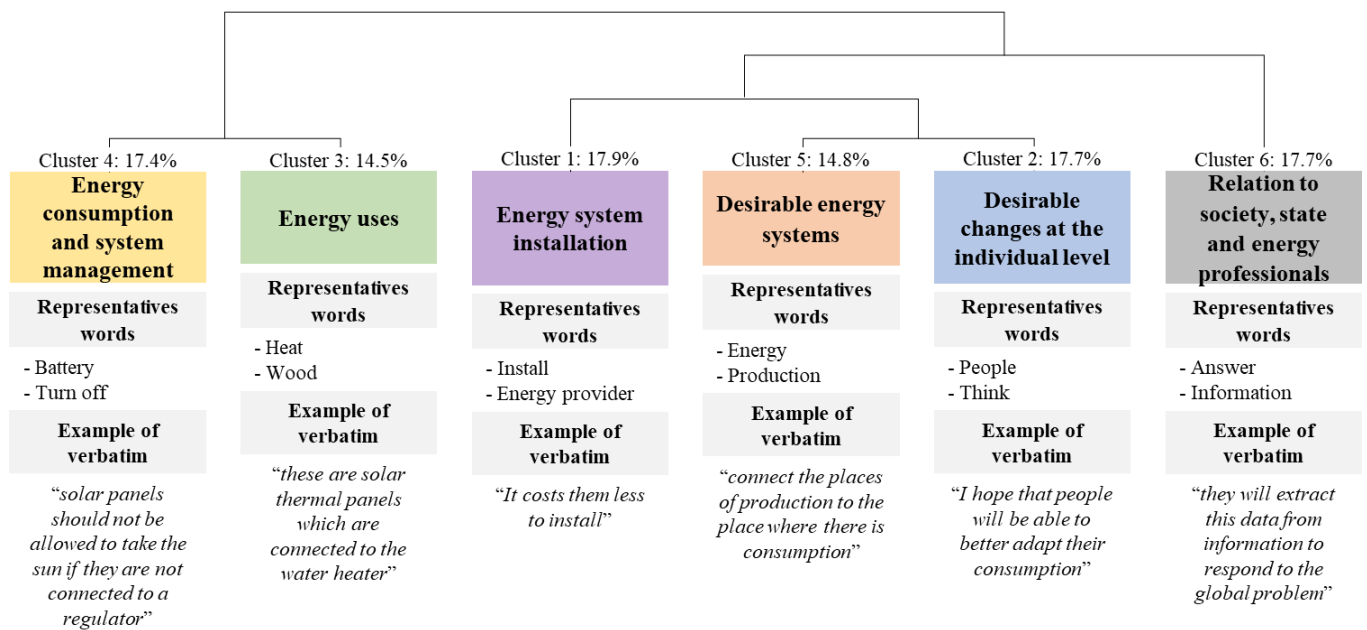 Cluster 4: 17.4%
Energy
consumption
and system
management
Representatives
words
- Battery
- Turn off
Example of
verbatim
“solar panels
should not be
allowed to take the
sun if they are not
connected to a
regulator”
Cluster 3: 14.5%
Energy uses
Representatives
words
- Heat
- Wood
Example of
verbatim
“these are solar
thermal panels
which are
connected to the
water heater”
Cluster 1: 17.9%
Energy system
installation
Representatives
words
- Install
- Energy provider
Example of
verbatim
“It costs them less
to install”
Cluster 5: 14.8%
Desirable energy
systems
Representatives
words
- Energy
- Production
Example of
verbatim
“connect the places
of production to the
place where there is
consumption”
Cluster 2: 17.7%
Desirable
changes at the
individual level
Representatives
words
- People
- Think
Example of
verbatim
“I hope that people
will be able to
better adapt their
consumption”
Cluster 6: 17.7%
Relation to
society, state
and energy
professionals
Representatives
words
- Answer
- Information
Example of
verbatim
“they will extract
this data from
information to
respond to the
global problem”